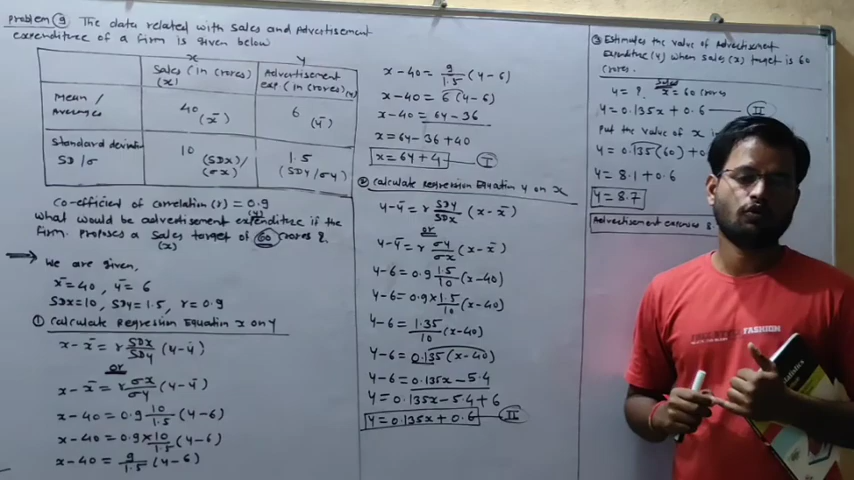 Problem 9 The data related with Sales and Advertisement
expenditure of a firm is given below
x
y
Sales (in crores)
(x)
Advertisement
exp. (in crores)(y)
Mean/
Averages
40
(x̄)
6
(ȳ)
Standard deviation
SD/σ
10
(SDx)/
(σx)
1.5
(SDy/σy)
co-efficient of correlation (r) = 0.9
(y)
what would be advertisement expenditure if the
firm proposes a sales target of 60 crores ?
(x)
We are given,
x̄=40, ȳ=6
SDx=10, SDy=1.5, r=0.9
① Calculate Regression Equation x on y
x-x̄=r SDx/SDy (y-ȳ)
or
x-x̄=r σx/σy (y-ȳ)
x-40=0.9 10/1.5 (y-6)
x-40=0.9×10/1.5 (y-6)
x-40= 9/1.5 (y-6)
x-40= 9/1.5 (y-6)
x-40= 6(y-6)
x-40= 6y-36
x=6y-36+40
x=6y+4 I
② Calculate regression Equation y on x
y-ȳ=r SDy/SDx (x-x̄)
or
y-ȳ=r σy/σx (x-x̄)
y-6=0.9 1.5/10 (x-40)
y-6=0.9×1.5/10 (x-40)
y-6= 1.35/10 (x-40)
y-6= 0.135(x-40)
y-6= 0.135x-5.4
y=0.135x-5.4+6
y=0.135x+0.6 II
③ Estimates the value of Advertisement
Expenditure (y) when sales (x) target is 60
crores.
Sales
y=?, x=60 crores
y=0.135x+0.6 II
Put the value of x
y=0.135(60)+0
y=8.1+0.6
y=8.7
Advertisement expenses 8
FASHION